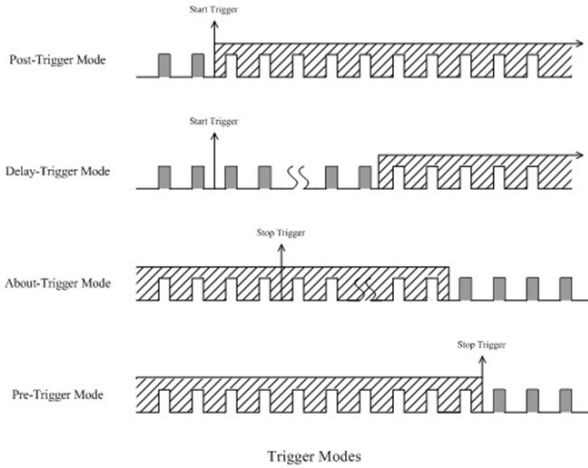 Start Trigger
Post-Trigger Mode
Start Trigger
Delay-Trigger Mode
Stop Trigger
About-Trigger Mode
Stop Trigger
Pre-Trigger Mode
Trigger Modes